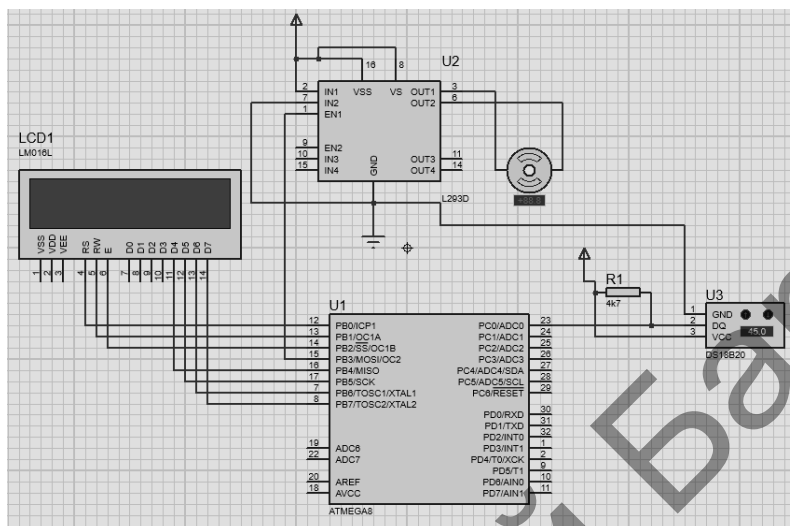 U2
16
8
2
7
1
IN1
IN2
EN1
VSS
VS
OUT1
OUT2
3
6
9
10
15
EN2
IN3
IN4
GND
OUT3
OUT4
11
14
L293D
+88.8
LCD1
LM016L
VSS
VDD
VEE
RS
RW
E
D0
D1
D2
D3
D4
D5
D6
D7
1
2
3
4
5
6
7
8
9
10
11
12
13
14
R1
4k7
U3
1
2
3
GND
DQ
VCC
45.0
DS18B20
U1
12 PB0/ICP1 PC0/ADC0 23
13 PB1/OC1A PC1/ADC1 24
14 PB2/SS/OC1B PC2/ADC2 25
15 PB3/MOSI/OC2 PC3/ADC3 26
16 PB4/MISO PC4/ADC4/SDA 27
17 PB5/SCK PC5/ADC5/SCL 28
7 PB6/TOSC1/XTAL1 PC6/RESET 29
8 PB7/TOSC2/XTAL2
PD0/RXD 30
PD1/TXD 31
PD2/INT0 32
19 ADC6 PD3/INT1 1
22 ADC7 PD4/T0/XCK 2
PD5/T1 9
20 AREF PD6/AIN0 10
18 AVCC PD7/AIN1 11
ATMEGA8